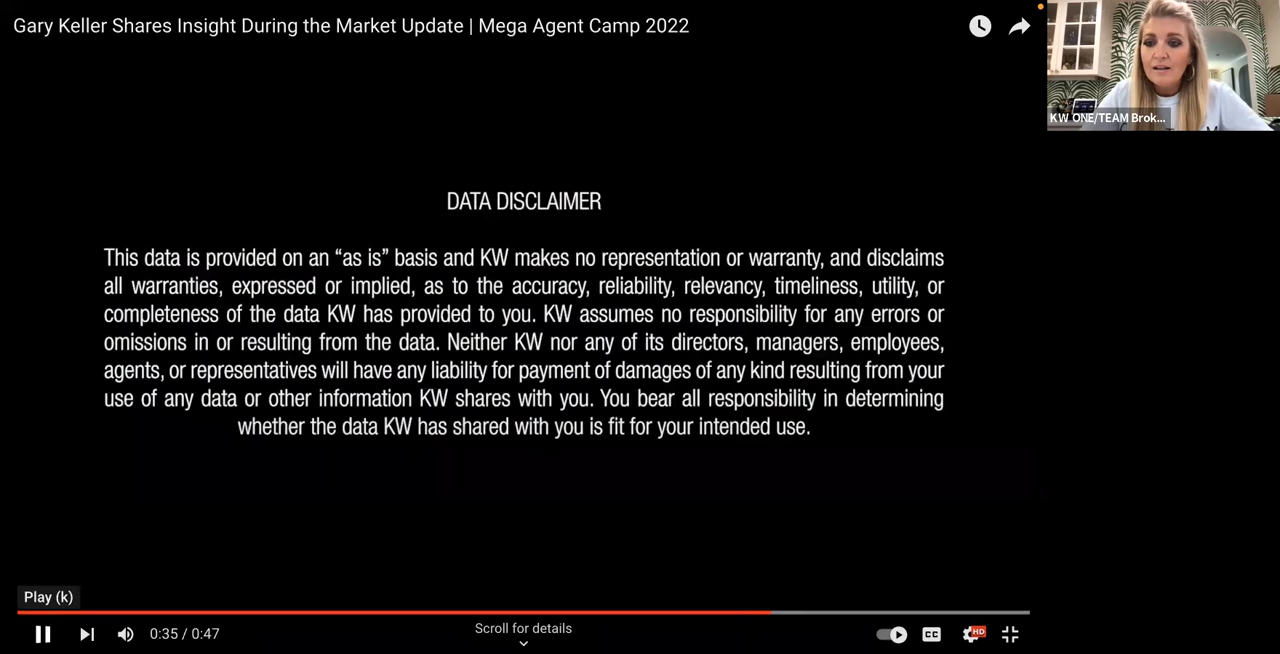 Gary Keller Shares Insight During the Market Update | Mega Agent Camp 2022
KW ONE/TEAM Brok...
DATA DISCLAIMER
This data is provided on an “as is” basis and KW makes no representation or warranty, and disclaims
all warranties, expressed or implied, as to the accuracy, reliability, relevancy, timeliness, utility, or
completeness of the data KW has provided to you. KW assumes no responsibility for any errors or
omissions in or resulting from the data. Neither KW nor any of its directors, managers, employees,
agents, or representatives will have any liability for payment of damages of any kind resulting from your
use of any data or other information KW shares with you. You bear all responsibility in determining
whether the data KW has shared with you is fit for your intended use.
Play (k)
0:35 / 0:47
Scroll for details
CC
HD